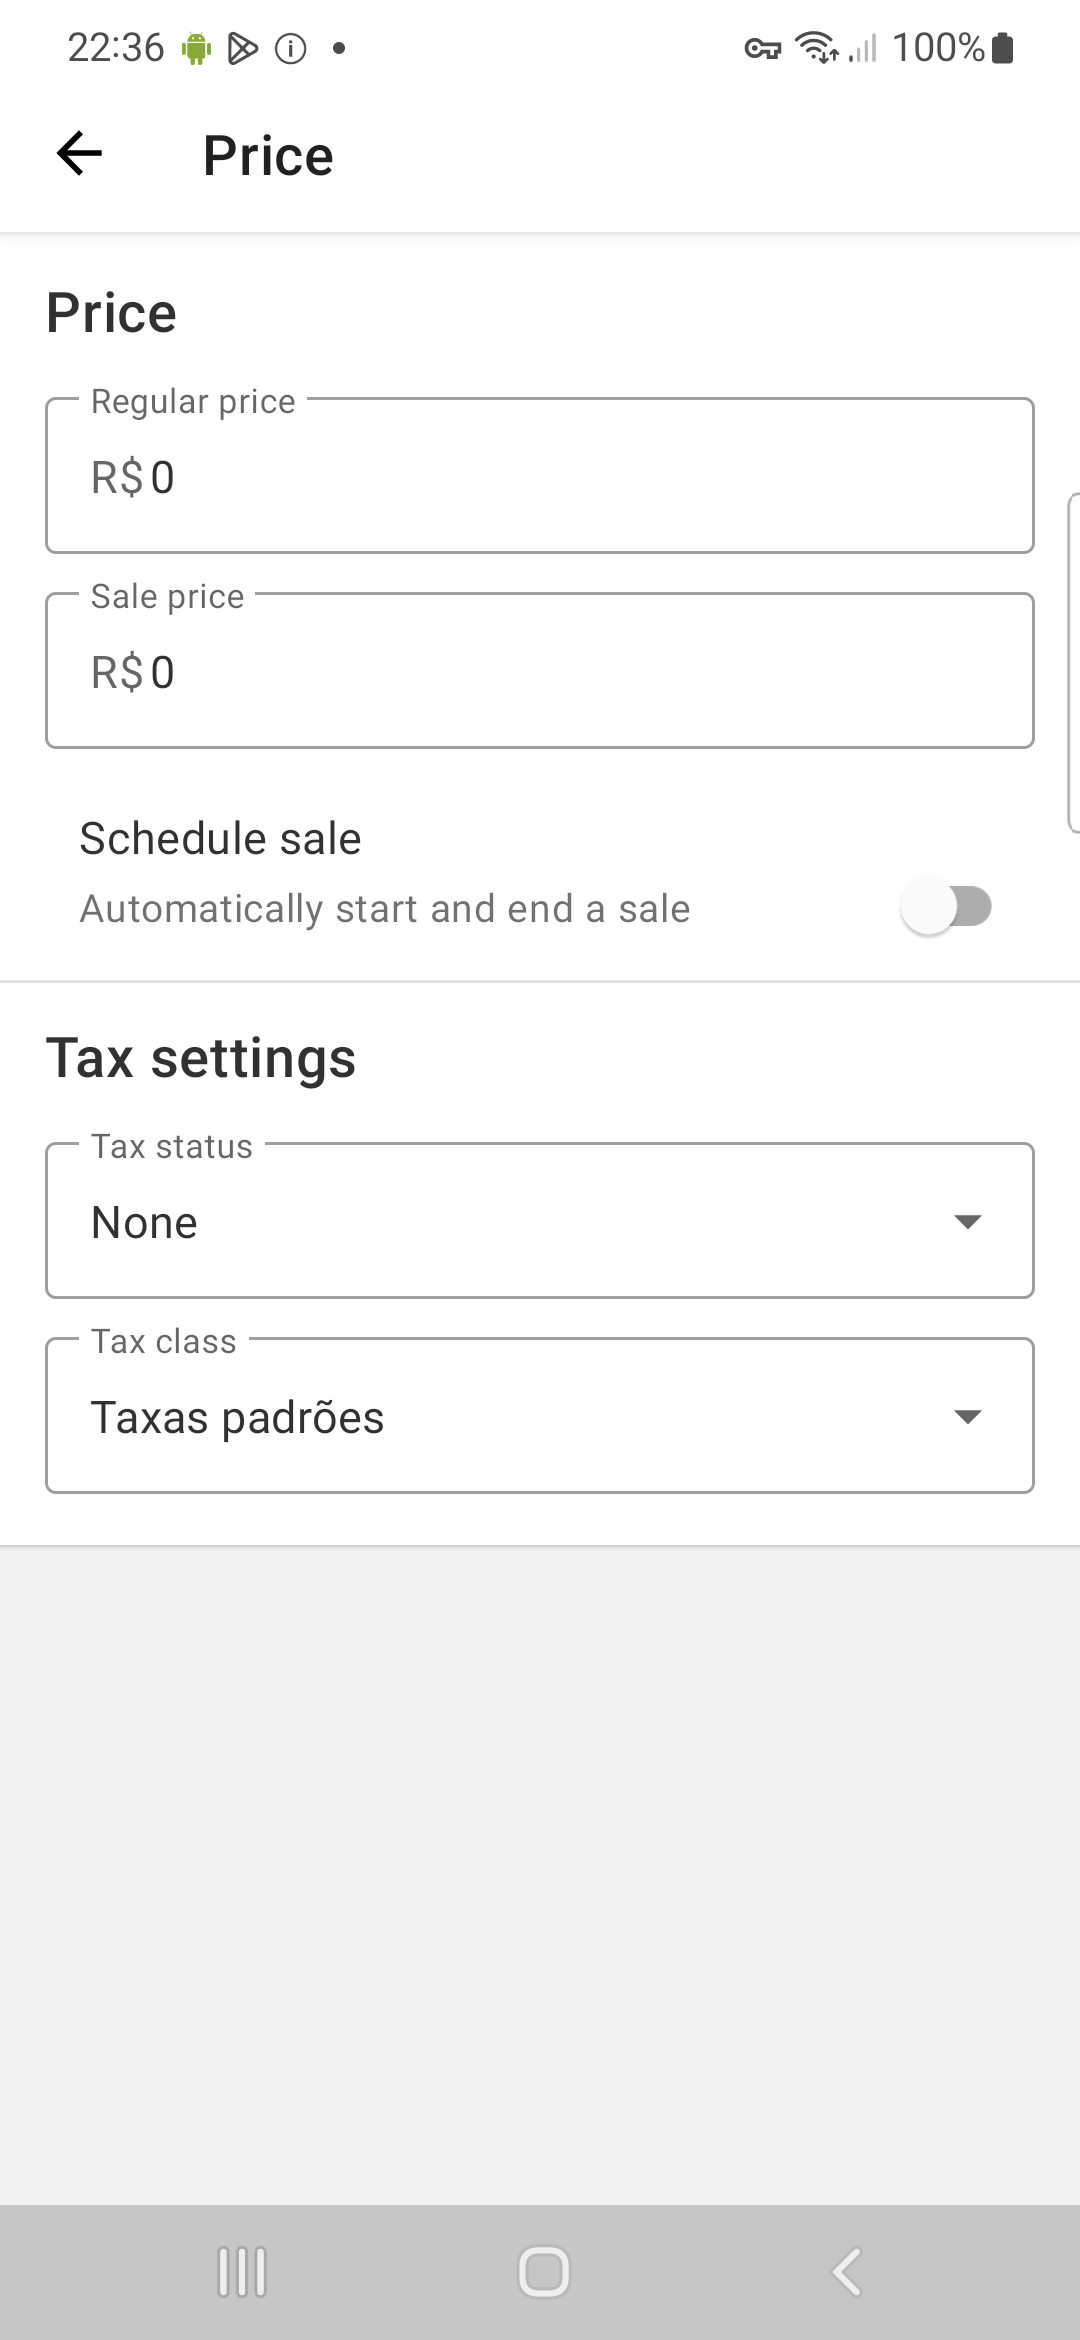 22:36
100%
Price
Price
Regular price
R$0
Sale price
R$0
Schedule sale
Automatically start and end a sale
Tax settings
Tax status
None
Tax class
Taxas padrões